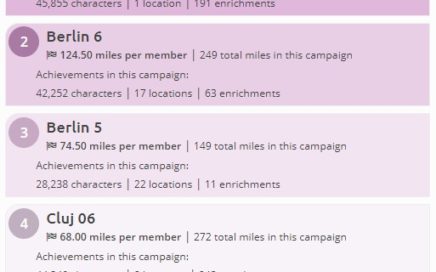 45,855 characters | 1 location | 191 enrichments
2
Berlin 6
124.50 miles per member | 249 total miles in this campaign
Achievements in this campaign:
42,252 characters | 17 locations | 63 enrichments
3
Berlin 5
74.50 miles per member | 149 total miles in this campaign
Achievements in this campaign:
28,238 characters | 22 locations | 11 enrichments
4
Cluj 06
68.00 miles per member | 272 total miles in this campaign
Achievements in this campaign: